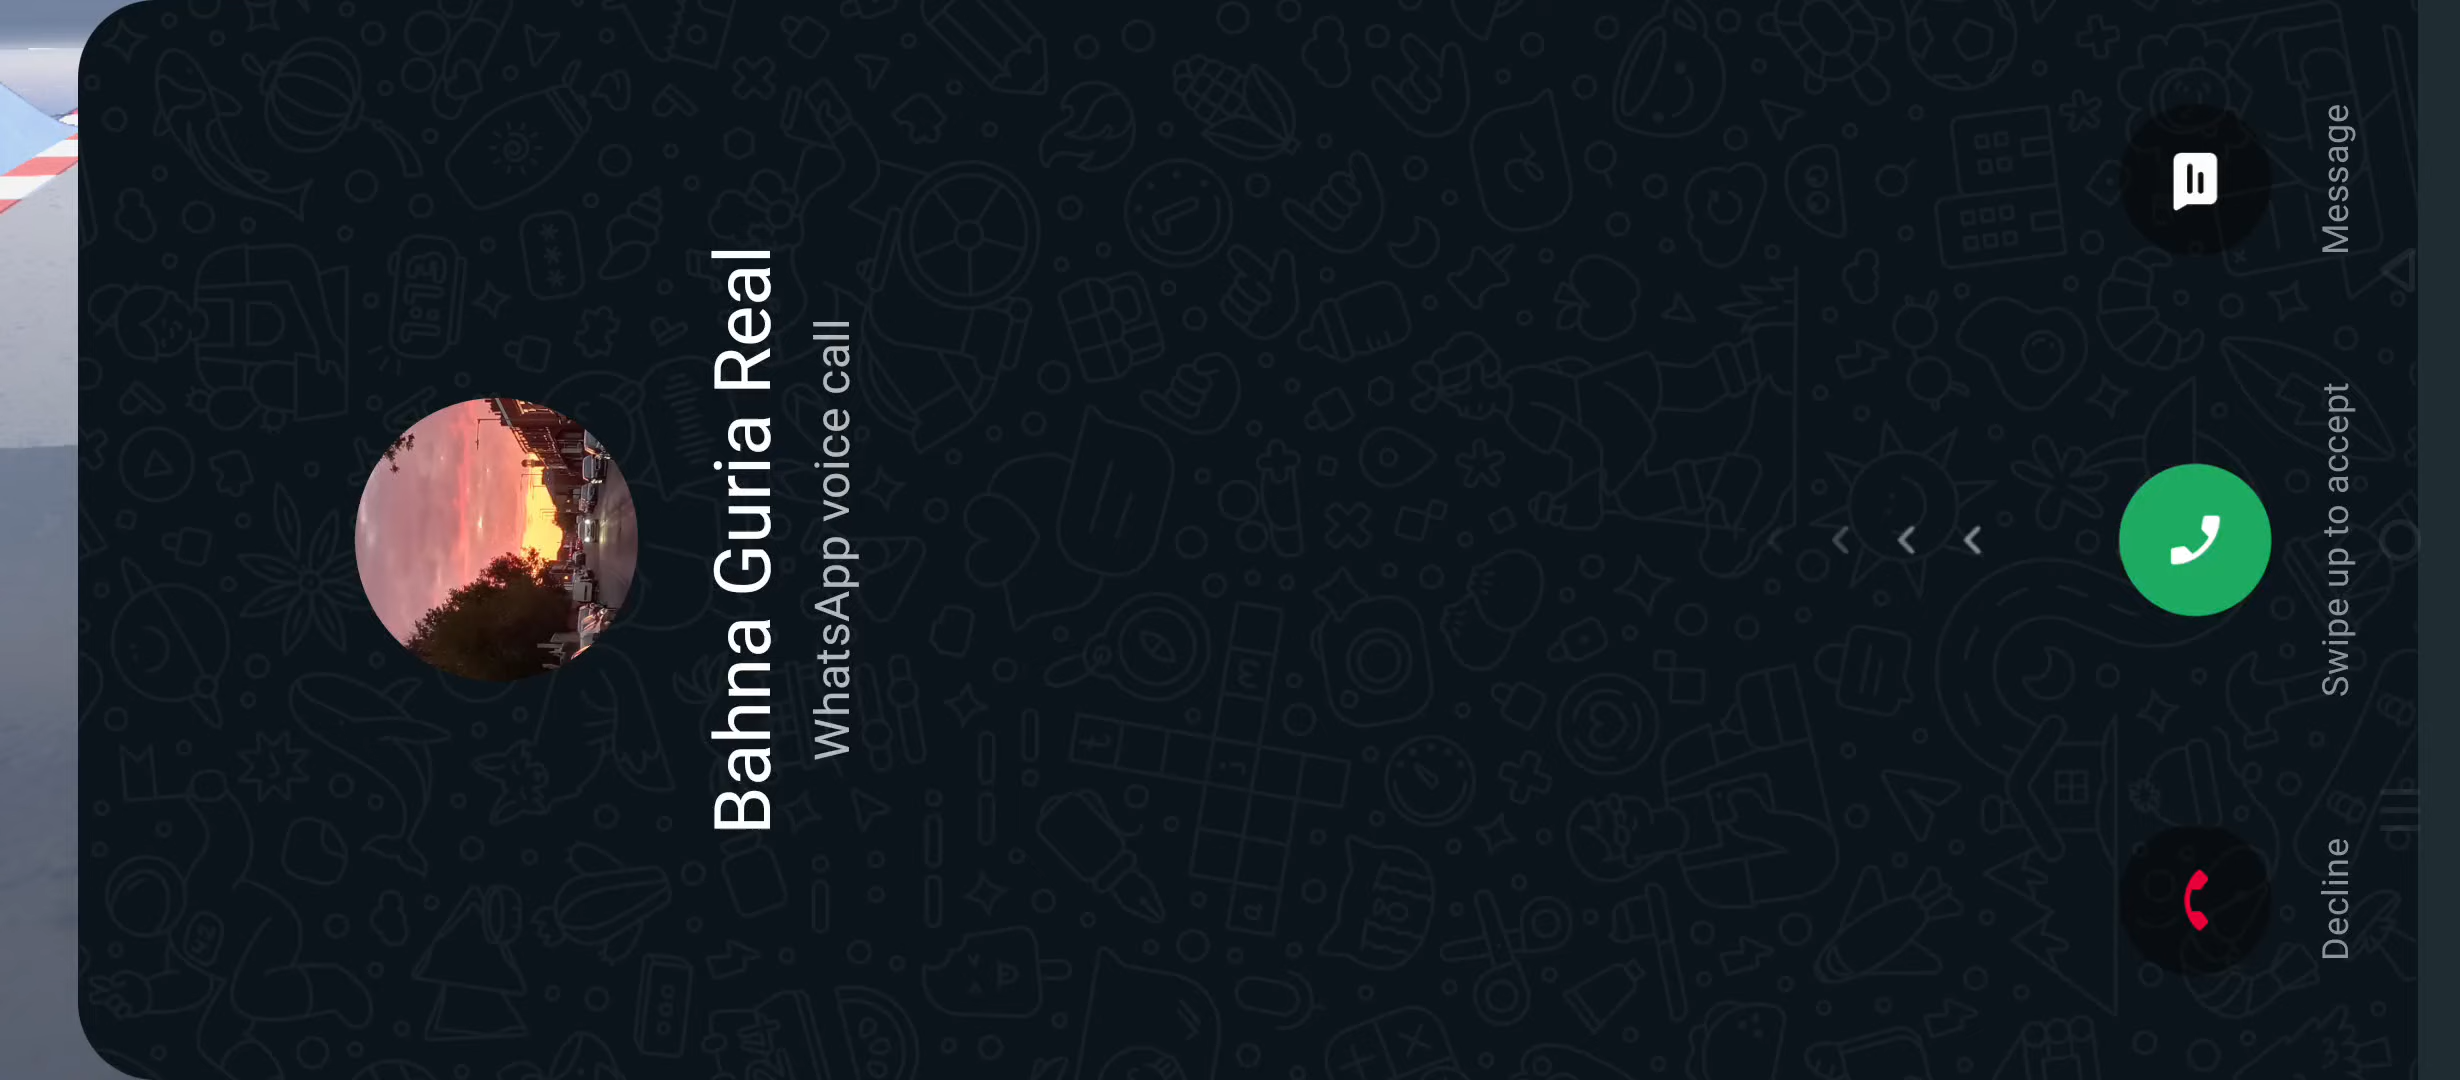 Bahna Guria Real
WhatsApp voice call
Decline
Swipe up to accept
Message